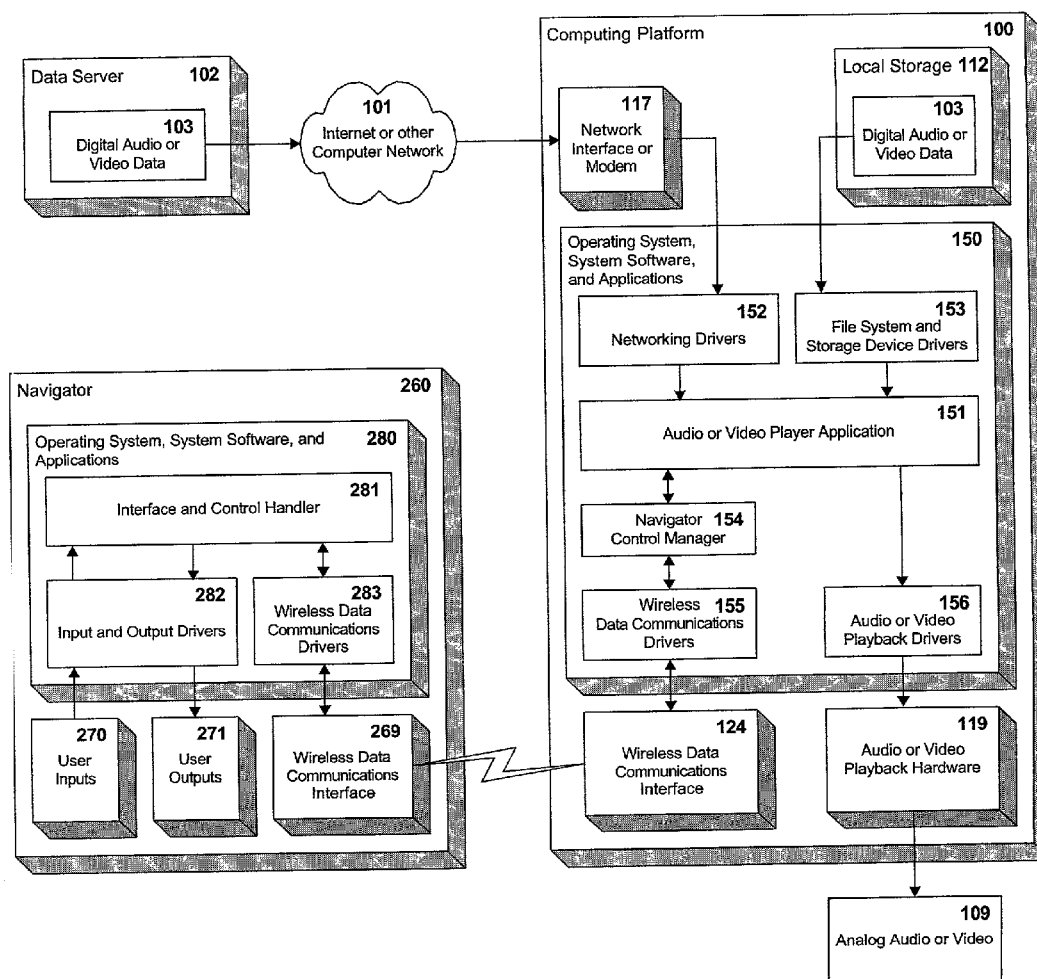 Computing Platform 100
Data Server 102
103
Digital Audio or
Video Data
101
Internet or other
Computer Network
117
Network
Interface or
Modem
Local Storage 112
103
Digital Audio or
Video Data
Operating System, 150
System Software,
and Applications
152
Networking Drivers
153
File System and
Storage Device Drivers
151
Audio or Video Player Application
Navigator 154
Control Manager
Wireless 155
Data Communications
Drivers
156
Audio or Video
Playback Drivers
124
Wireless Data
Communications
Interface
119
Audio or Video
Playback Hardware
109
Analog Audio or Video
Navigator 260
Operating System, System Software, and 280
Applications
281
Interface and Control Handler
282
Input and Output Drivers
283
Wireless Data
Communications
Drivers
270
User
Inputs
271
User
Outputs
269
Wireless Data
Communications
Interface